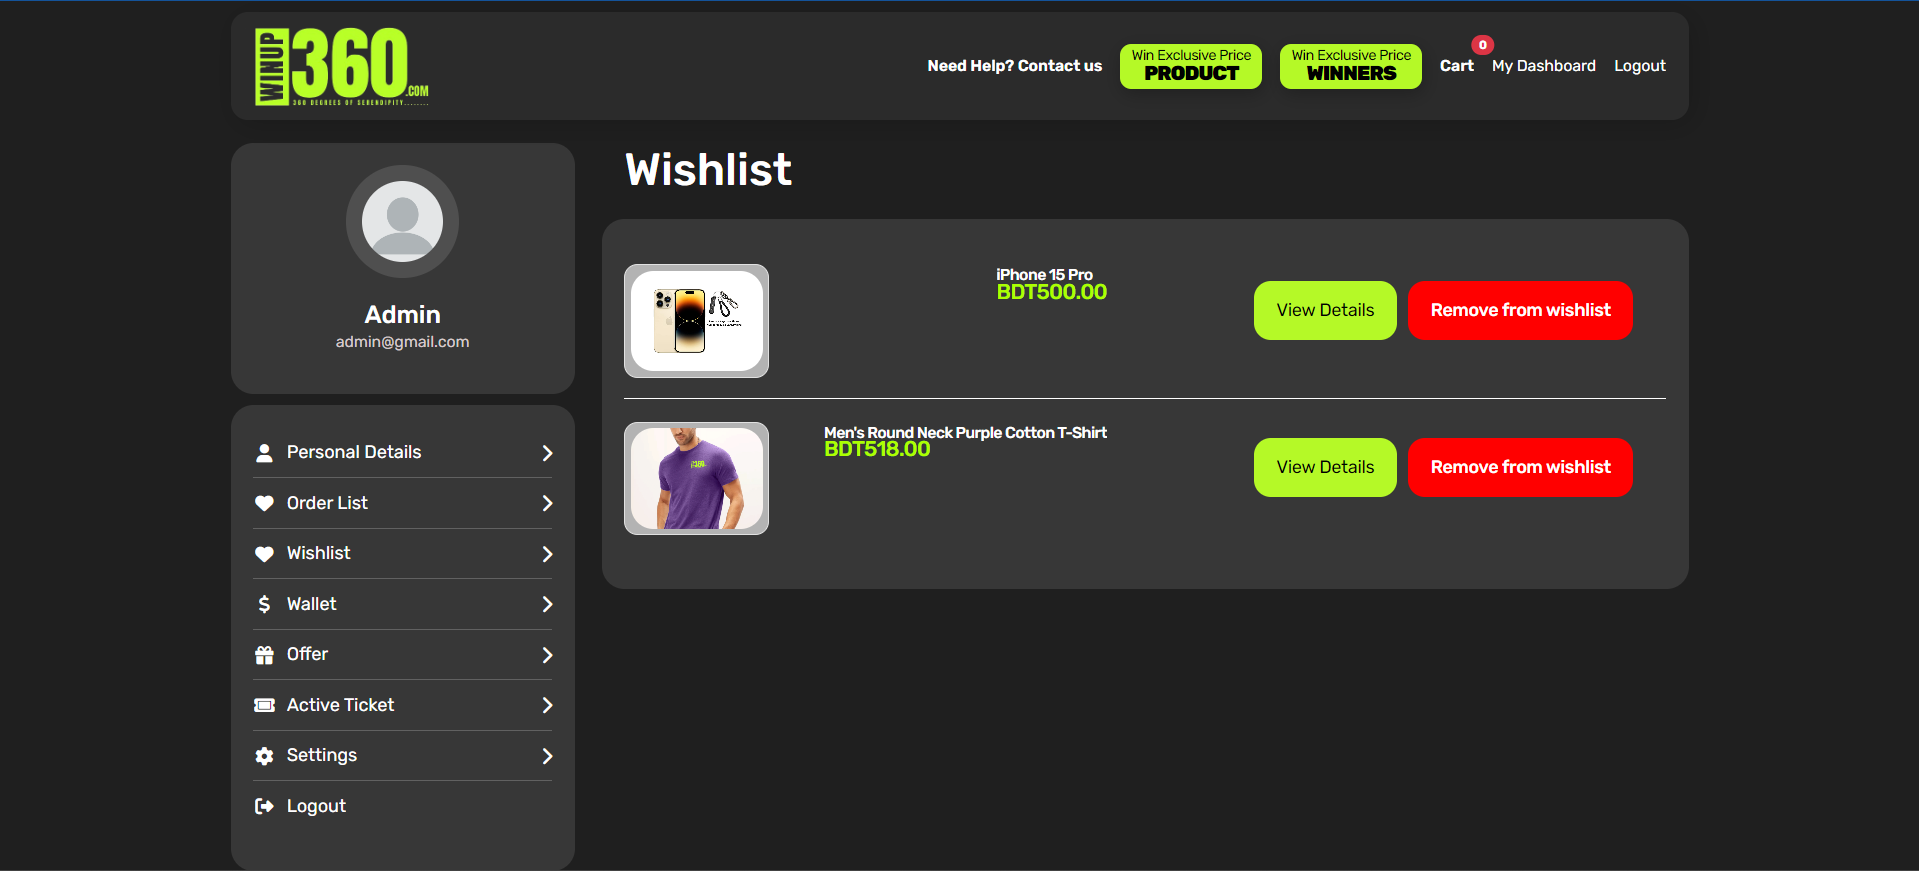 WINUP
360
.COM
360 DEGREES OF SERENDIPITY........
Need Help? Contact us
Win Exclusive Price
PRODUCT
Win Exclusive Price
WINNERS
Cart
0
My Dashboard
Logout
Admin
admin@gmail.com
Personal Details
Order List
Wishlist
Wallet
Offer
Active Ticket
Settings
Logout
Wishlist
iPhone 15 Pro
BDT500.00
View Details
Remove from wishlist
Men's Round Neck Purple Cotton T-Shirt
BDT518.00
360
View Details
Remove from wishlist